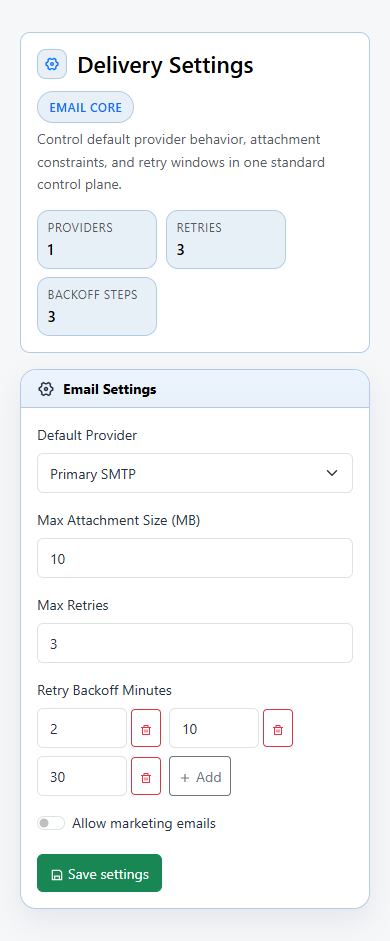 Delivery Settings
EMAIL CORE
Control default provider behavior, attachment
constraints, and retry windows in one standard
control plane.
PROVIDERS
1
RETRIES
3
BACKOFF STEPS
3
Email Settings
Default Provider
Primary SMTP
Max Attachment Size (MB)
10
Max Retries
3
Retry Backoff Minutes
2
10
30
+ Add
Allow marketing emails
Save settings